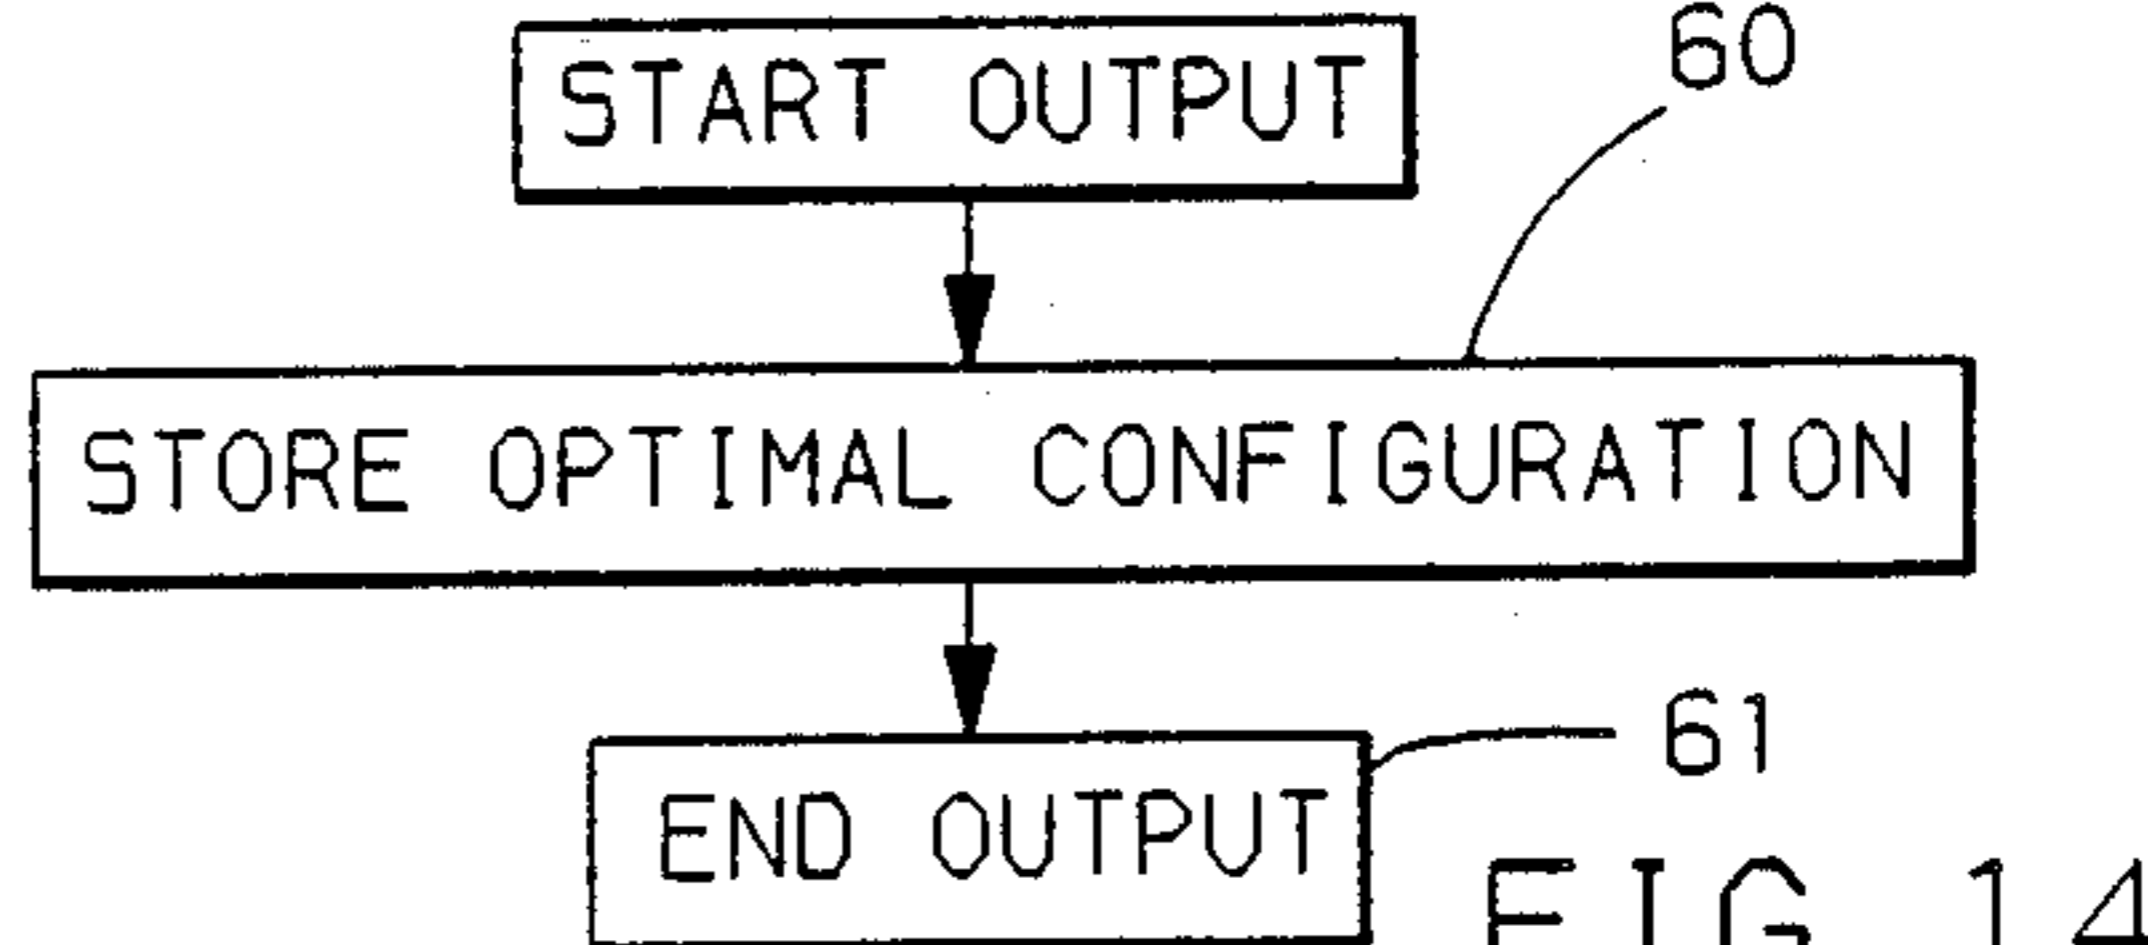 START OUTPUT
60
STORE OPTIMAL CONFIGURATION
61
END OUTPUT
FIG 14